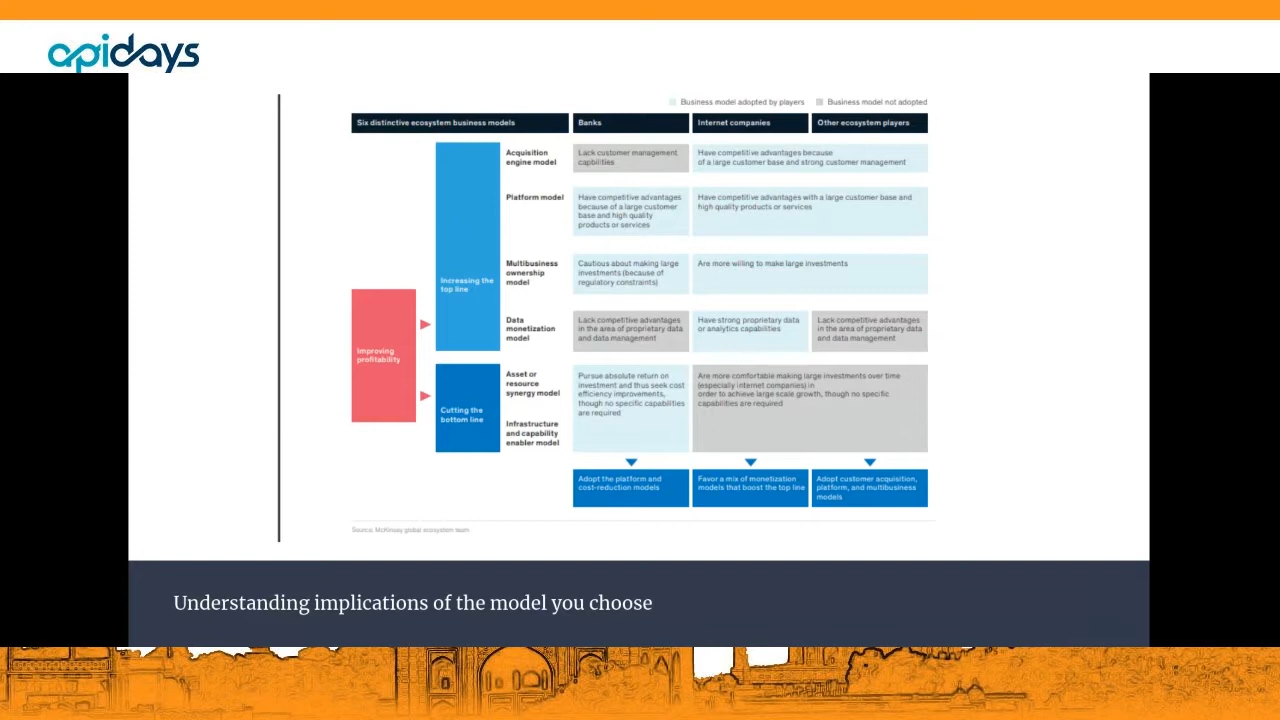 apidays
Business model adopted by players
Business model not adopted
Six distinctive ecosystem business models
Banks
Internet companies
Other ecosystem players
Acquisition
engine model
Lack customer management
capbilities
Have competitive advantages because
of a large customer base and strong customer management
Platform model
Have competitive advantages
because of a large customer
base and high quality
products or services
Have competitive advantages with a large customer base and
high quality products or services
Increasing the
top line
Multibusiness
ownership
model
Cautious about making large
investments (because of
regulatory constraints)
Are more willing to make large investments
Data
monetization
model
Lack competitive advantages
in the area of proprietary data
and data management
Have strong proprietary data
or analytics capabilities
Lack competitive advantages
in the area of proprietary data
and data management
Improving
profitability
Cutting the
bottom line
Asset or
resource
synergy model
Infrastructure
and capability
enabler model
Pursue absolute return on
investment and thus seek cost
efficiency improvements,
though no specific capabilities
are required
Are more comfortable making large investments over time
(especially internet companies) in
order to achieve large scale growth, though no specific
capabilities are required
Adopt the platform and
cost-reduction models
Favor a mix of monetization
models that boost the top line
Adopt customer acquisition,
platform, and multibusiness
models
Source: McKinsey global ecosystem team
Understanding implications of the model you choose